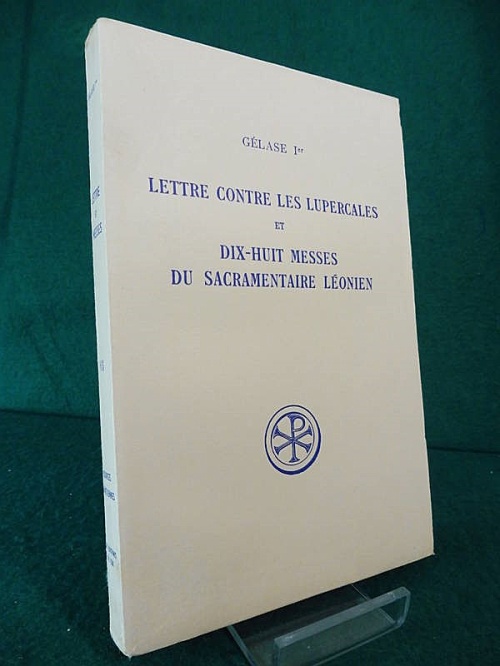 GÉLASE Iᵉʳ
LETTRE CONTRE LES LUPERCALES
ET
DIX-HUIT MESSES
DU SACRAMENTAIRE LÉONIEN